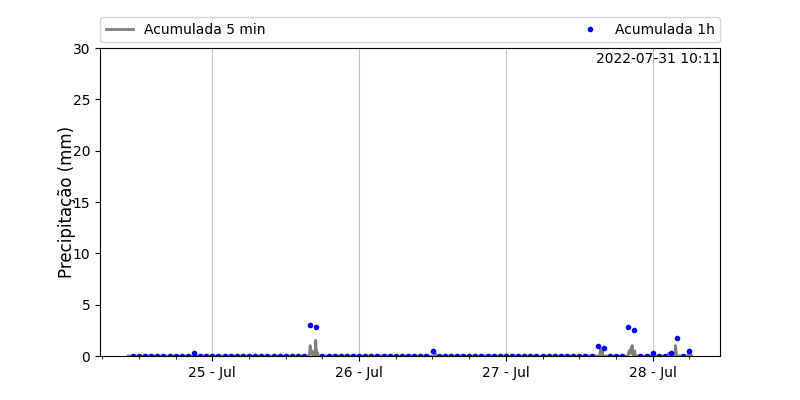 Acumulada 5 min
Acumulada 1h
2022-07-31 10:11
Precipitação (mm)
30
25
20
15
10
5
0
25 - Jul
26 - Jul
27 - Jul
28 - Jul